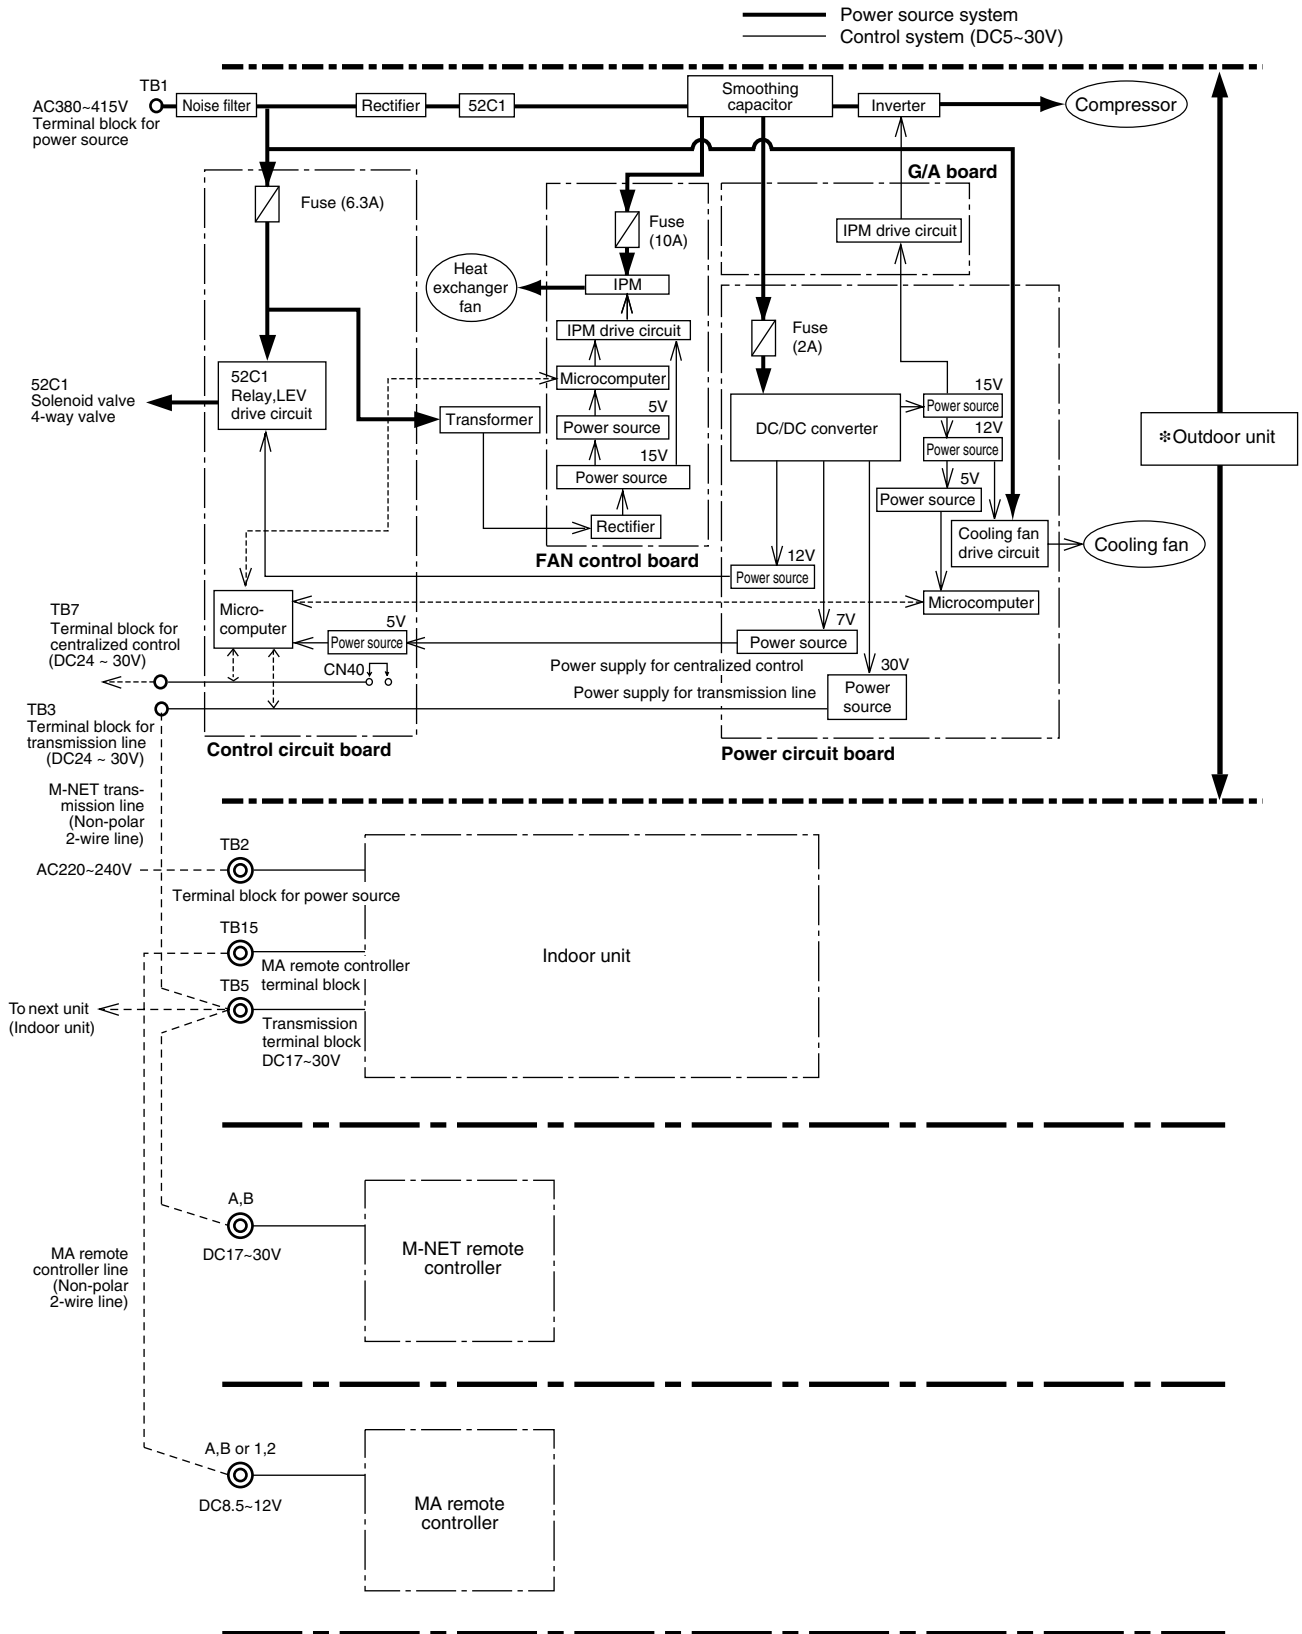 Power source system
Control system (DC5~30V)
TB1
AC380~415V
Terminal block for
power source
Noise filter
Rectifier
52C1
Smoothing
capacitor
Inverter
Compressor
G/A board
Fuse (6.3A)
Fuse
(10A)
IPM drive circuit
Heat
exchanger
fan
IPM
Fuse
(2A)
IPM drive circuit
52C1
Solenoid valve
4-way valve
52C1
Relay,LEV
drive circuit
Microcomputer
Transformer
5V
Power source
15V
Power source
Rectifier
FAN control board
DC/DC converter
15V
Power source
12V
Power source
5V
Power source
✻Outdoor unit
Cooling fan
drive circuit
Cooling fan
12V
Power source
Microcomputer
TB7
Terminal block for
centralized control
(DC24 ~ 30V)
Micro-
computer
5V
Power source
7V
Power source
CN40
Power supply for centralized control
30V
Power
source
Power supply for transmission line
TB3
Terminal block for
transmission line
(DC24 ~ 30V)
Control circuit board
Power circuit board
M-NET trans-
mission line
(Non-polar
2-wire line)
TB2
AC220~240V
Terminal block for power source
TB15
MA remote controller
terminal block
Indoor unit
TB5
To next unit
(Indoor unit)
Transmission
terminal block
DC17~30V
A,B
DC17~30V
M-NET remote
controller
MA remote
controller line
(Non-polar
2-wire line)
A,B or 1,2
DC8.5~12V
MA remote
controller